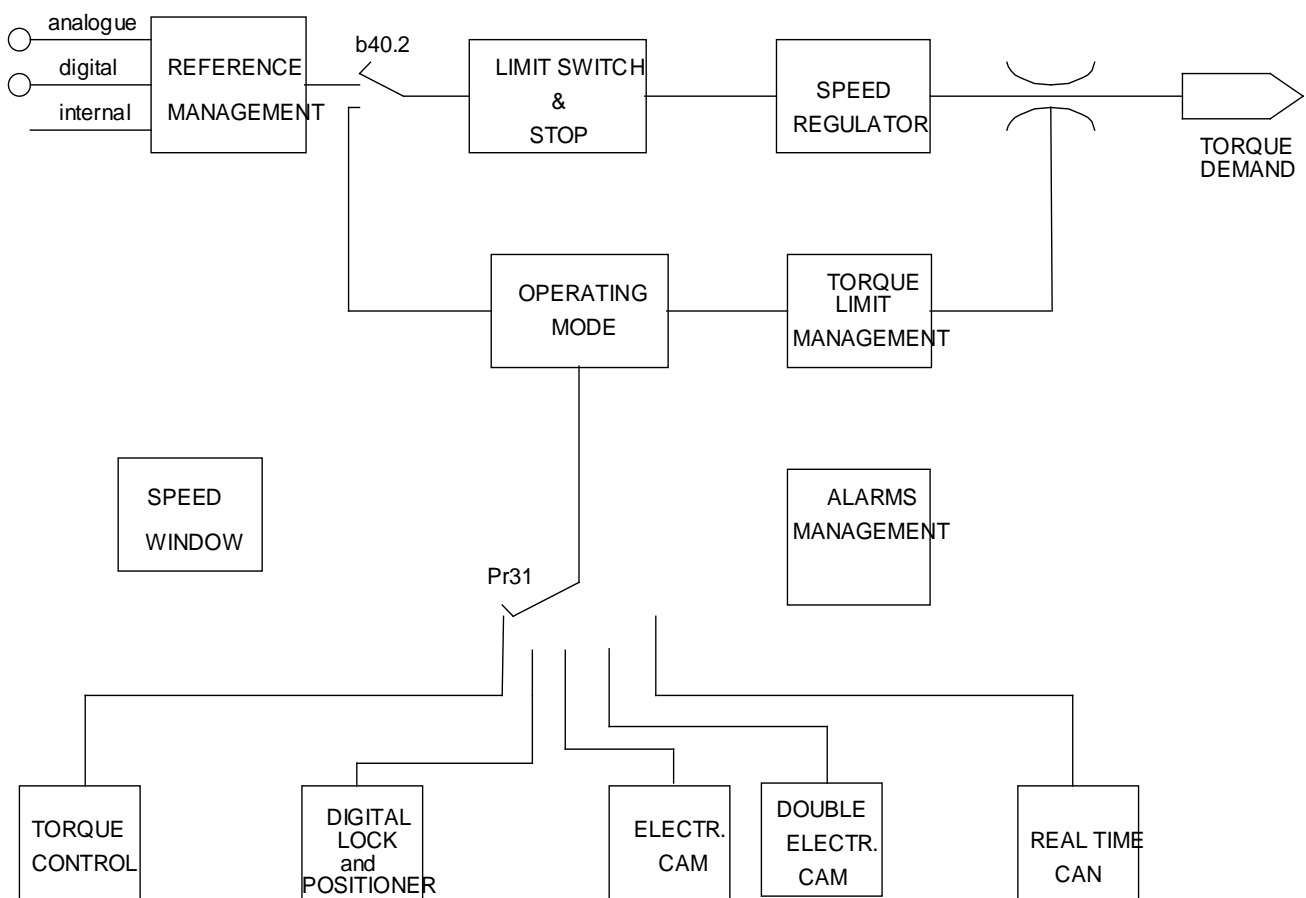 analogue
digital
internal
REFERENCE
MANAGEMENT
b40.2
LIMIT SWITCH
&
STOP
SPEED
REGULATOR
TORQUE
DEMAND
OPERATING
MODE
TORQUE
LIMIT
MANAGEMENT
SPEED
WINDOW
ALARMS
MANAGEMENT
Pr31
TORQUE
CONTROL
DIGITAL
LOCK
and
POSITIONER
ELECTR.
CAM
DOUBLE
ELECTR.
CAM
REAL TIME
CAN